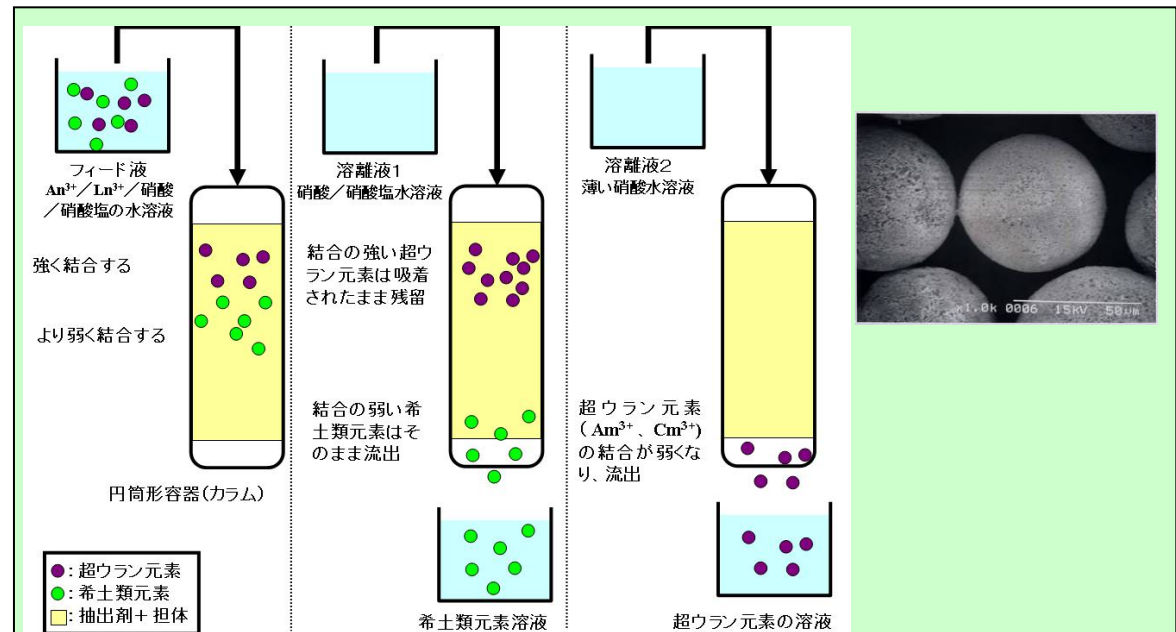 フィード液
An³⁺/Ln³⁺/硝酸
/硝酸塩の水溶液
強く結合する
より弱く結合する
円筒形容器(カラム)
●:超ウラン元素
●:希土類元素
:抽出剤+担体
溶離液1
硝酸/硝酸塩水溶液
結合の強い超ウ
ラン元素は吸着
されたまま残留
結合の弱い希
土類元素はそ
のまま流出
希土類元素溶液
溶離液2
薄い硝酸水溶液
超ウラン元素
(Am³⁺、Cm³⁺)
の結合が弱くな
り、流出
超ウラン元素の溶液
x1.0k 0006 15kV 50μm